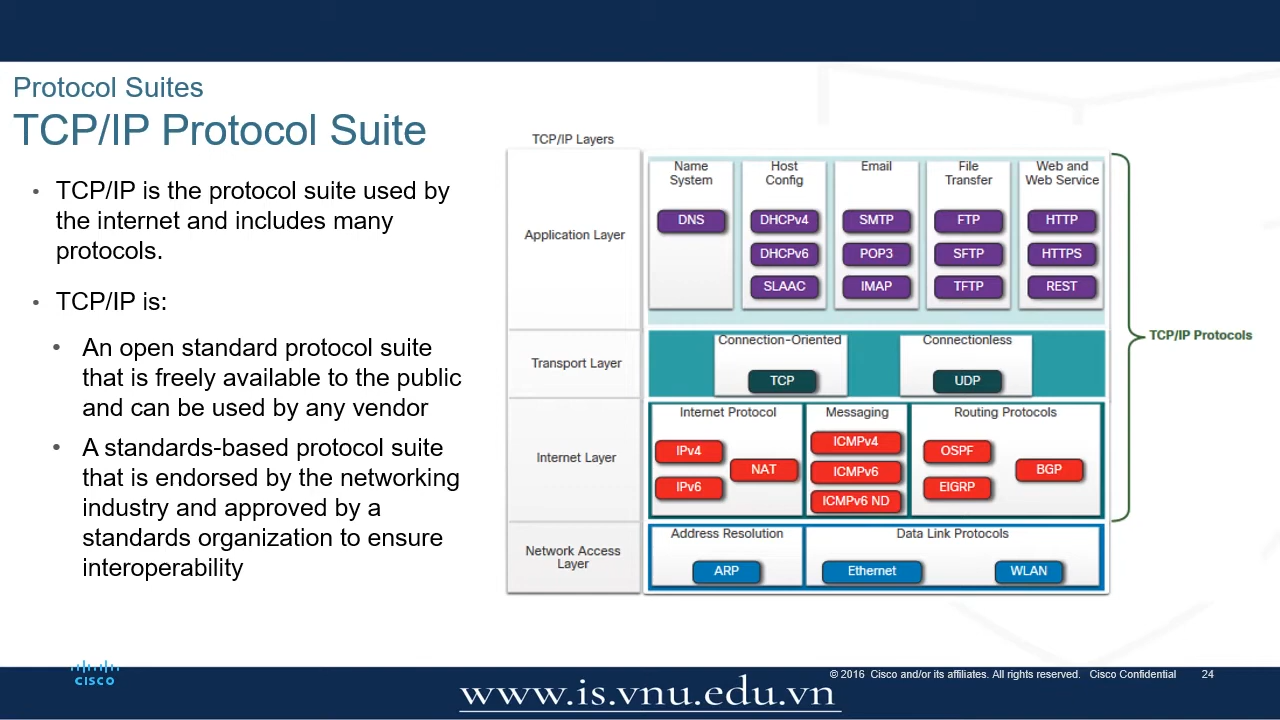 Protocol Suites
TCP/IP Protocol Suite
• TCP/IP is the protocol suite used by
the internet and includes many
protocols.
• TCP/IP is:
• An open standard protocol suite
that is freely available to the public
and can be used by any vendor
• A standards-based protocol suite
that is endorsed by the networking
industry and approved by a
standards organization to ensure
interoperability
TCP/IP Layers
Application Layer
Name
System
DNS
Host
Config
DHCPv4
DHCPv6
SLAAC
Email
SMTP
POP3
IMAP
File
Transfer
FTP
SFTP
TFTP
Web and
Web Service
HTTP
HTTPS
REST
Transport Layer
Connection-Oriented
TCP
Connectionless
UDP
Internet Layer
Internet Protocol
IPv4
IPv6
NAT
Messaging
ICMPv4
ICMPv6
ICMPv6 ND
Routing Protocols
OSPF
EIGRP
BGP
Network Access
Layer
Address Resolution
ARP
Data Link Protocols
Ethernet
WLAN
TCP/IP Protocols
CISCO
© 2016 Cisco and/or its affiliates. All rights reserved. Cisco Confidential 24
www.is.vnu.edu.vn